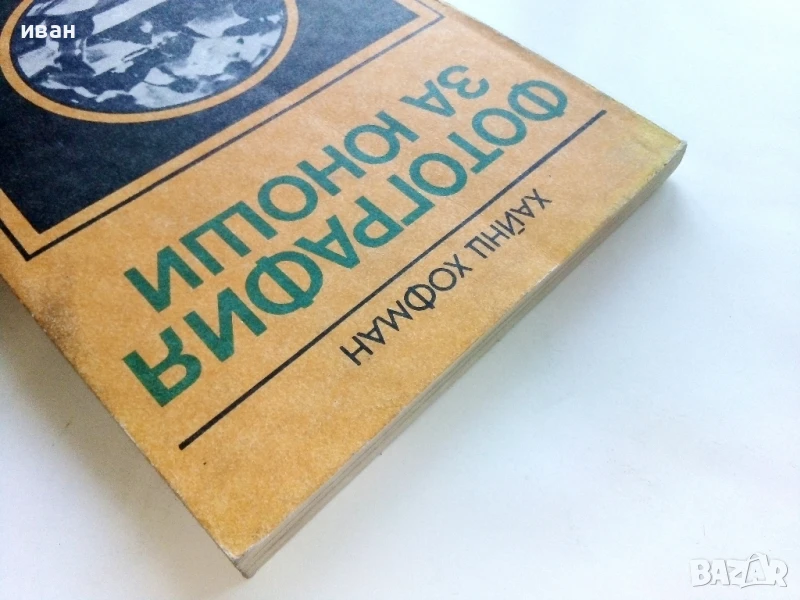 иван
ХАЙНЦ ХОФМАН
ФОТОГРАФИЯ
ЗА ЮНОШИ
BAZAR